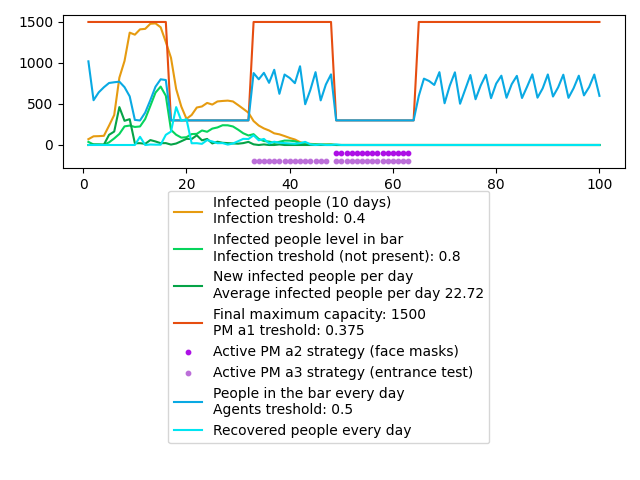 1500
1000
500
0
0 20 40 60 80 100
Infected people (10 days)
Infection treshold: 0.4
Infected people level in bar
Infection treshold (not present): 0.8
New infected people per day
Average infected people per day 22.72
Final maximum capacity: 1500
PM a1 treshold: 0.375
Active PM a2 strategy (face masks)
Active PM a3 strategy (entrance test)
People in the bar every day
Agents treshold: 0.5
Recovered people every day